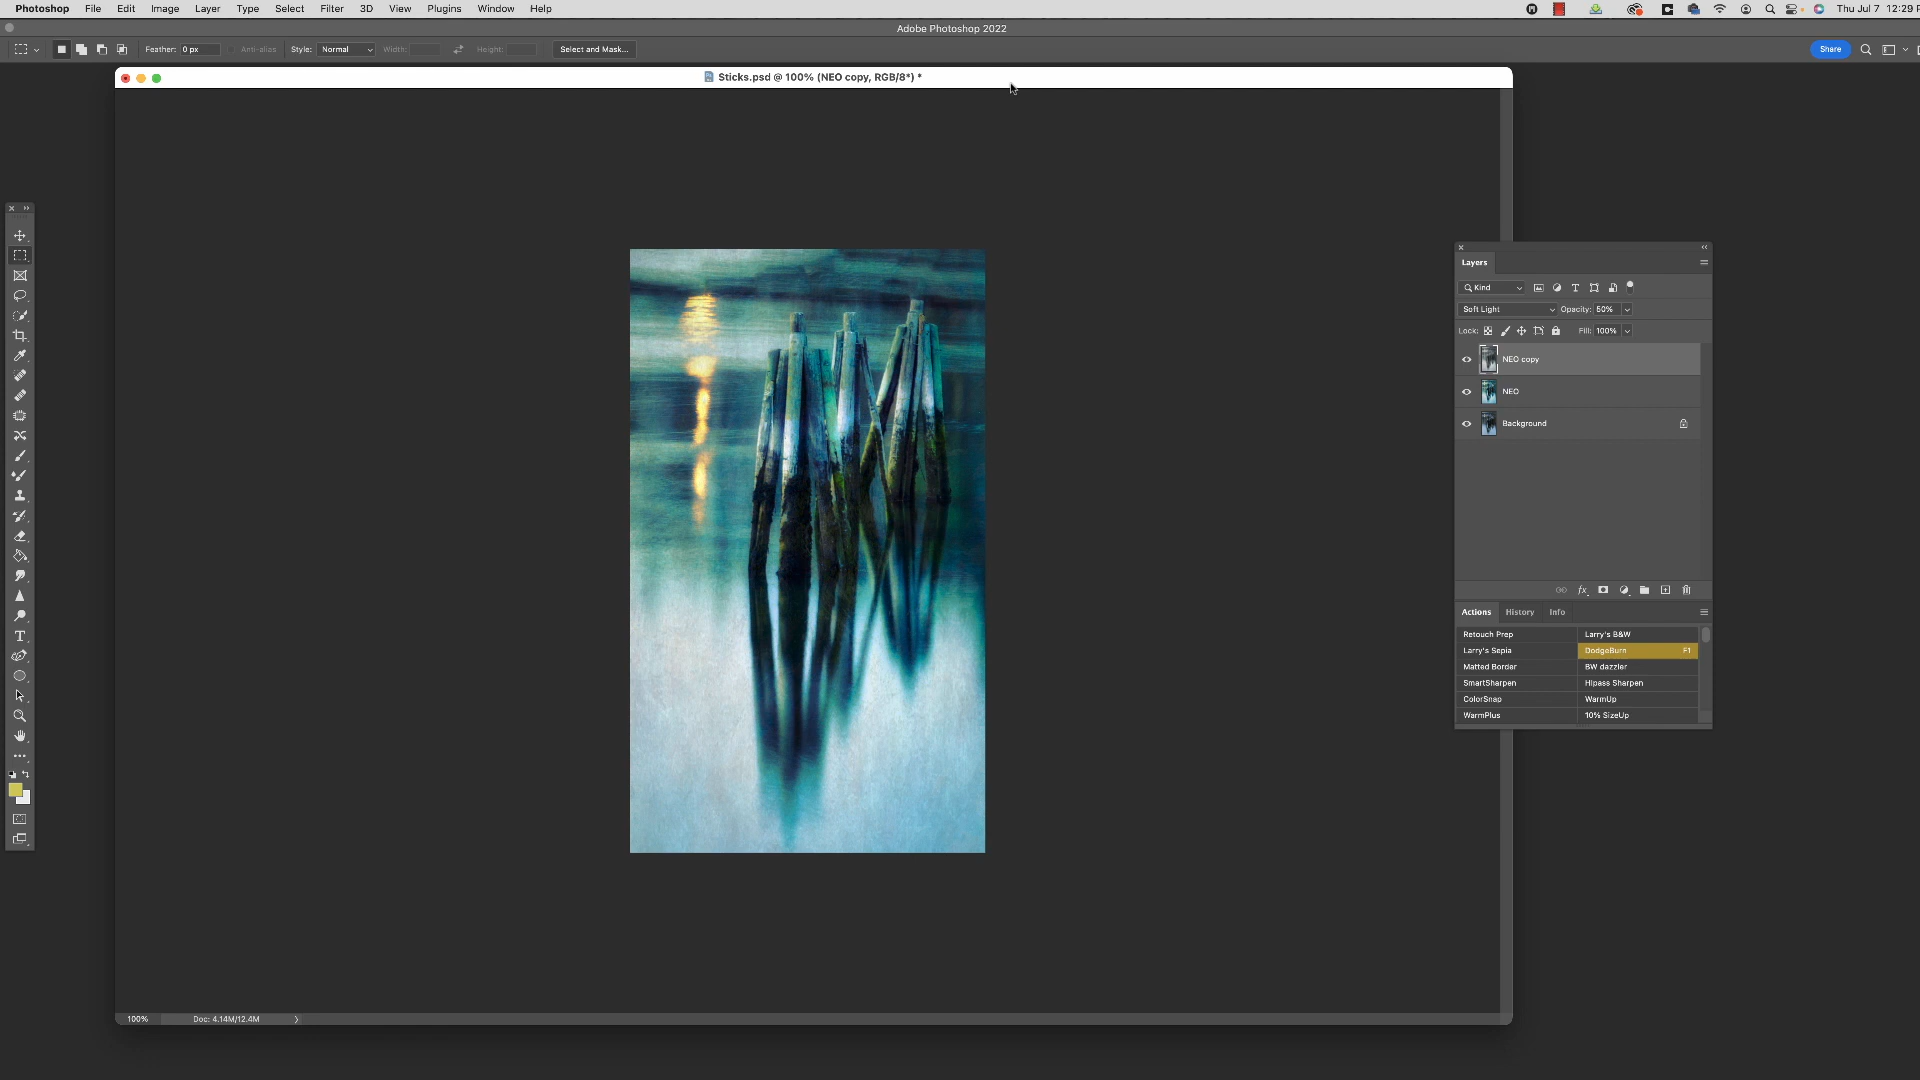 Photoshop File Edit Image Layer Type Select Filter 3D View Plugins Window Help Thu Jul 7 12:29 P
Adobe Photoshop 2022
Feather: 0 px Anti-alias Style: Normal Width: Height: Select and Mask... Share
Sticks.psd @ 100% (NEO copy, RGB/8*) *
Layers
Kind
Soft Light Opacity: 50%
Lock: Fill: 100%
NEO copy
NEO
Background
fx
Actions History Info
Retouch Prep Larry's B&W
Larry's Sepia DodgeBurn F1
Matted Border BW dazzler
SmartSharpen Hipass Sharpen
ColorSnap WarmUp
WarmPlus 10% SizeUp
100% Doc: 4.14M/12.4M